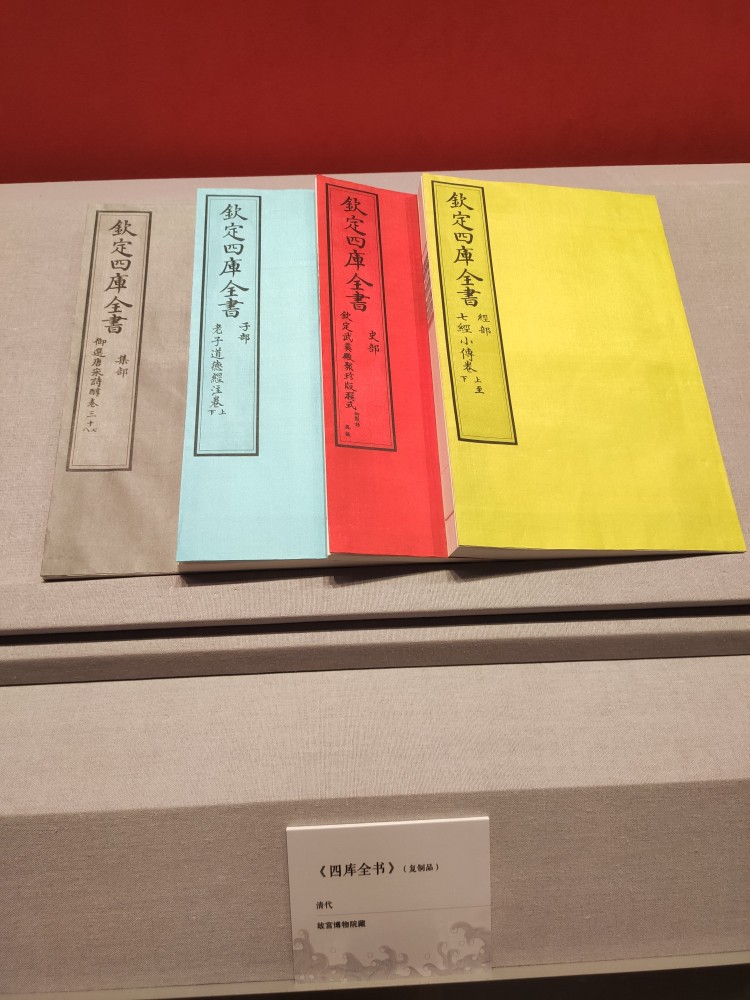 欽定四庫全書
經部
七經小傳卷上至下
欽定四庫全書
史部
欽定武英殿聚珍版程式
欽定四庫全書
子部
老子道德經注卷上下
欽定四庫全書
集部
御選唐宋詩醇卷三十七八
《四库全书》（复制品）
清代
故宫博物院藏